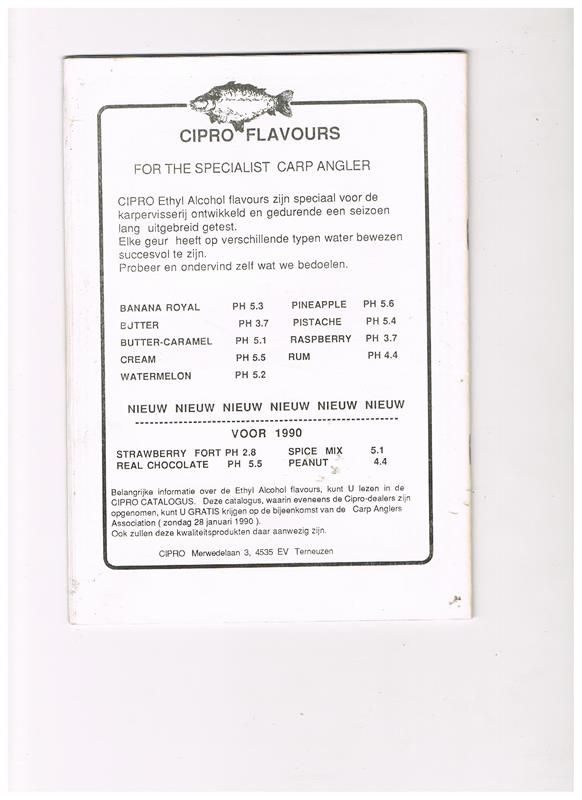 CIPRO FLAVOURS
FOR THE SPECIALIST CARP ANGLER
CIPRO Ethyl Alcohol flavours zijn speciaal voor de
karpervisserij ontwikkeld en gedurende een seizoen
lang uitgebreid getest.
Elke geur heeft op verschillende typen water bewezen
succesvol te zijn.
Probeer en ondervind zelf wat we bedoelen.
BANANA ROYAL PH 5.3 PINEAPPLE PH 5.6
BUTTER PH 3.7 PISTACHE PH 5.4
BUTTER-CARAMEL PH 5.1 RASPBERRY PH 3.7
CREAM PH 5.5 RUM PH 4.4
WATERMELON PH 5.2
NIEUW NIEUW NIEUW NIEUW NIEUW NIEUW
VOOR 1990
STRAWBERRY FORT PH 2.8 SPICE MIX 5.1
REAL CHOCOLATE PH 5.5 PEANUT 4.4
Belangrijke informatie over de Ethyl Alcohol flavours, kunt U lezen in de
CIPRO CATALOGUS. Deze catalogus, waarin eveneens de Cipro-dealers zijn
opgenomen, kunt U GRATIS krijgen op de bijeenkomst van de Carp Anglers
Association ( zondag 28 januari 1990 ).
Ook zullen deze kwaliteitsprodukten daar aanwezig zijn.
CIPRO Merwedelaan 3, 4535 EV Terneuzen